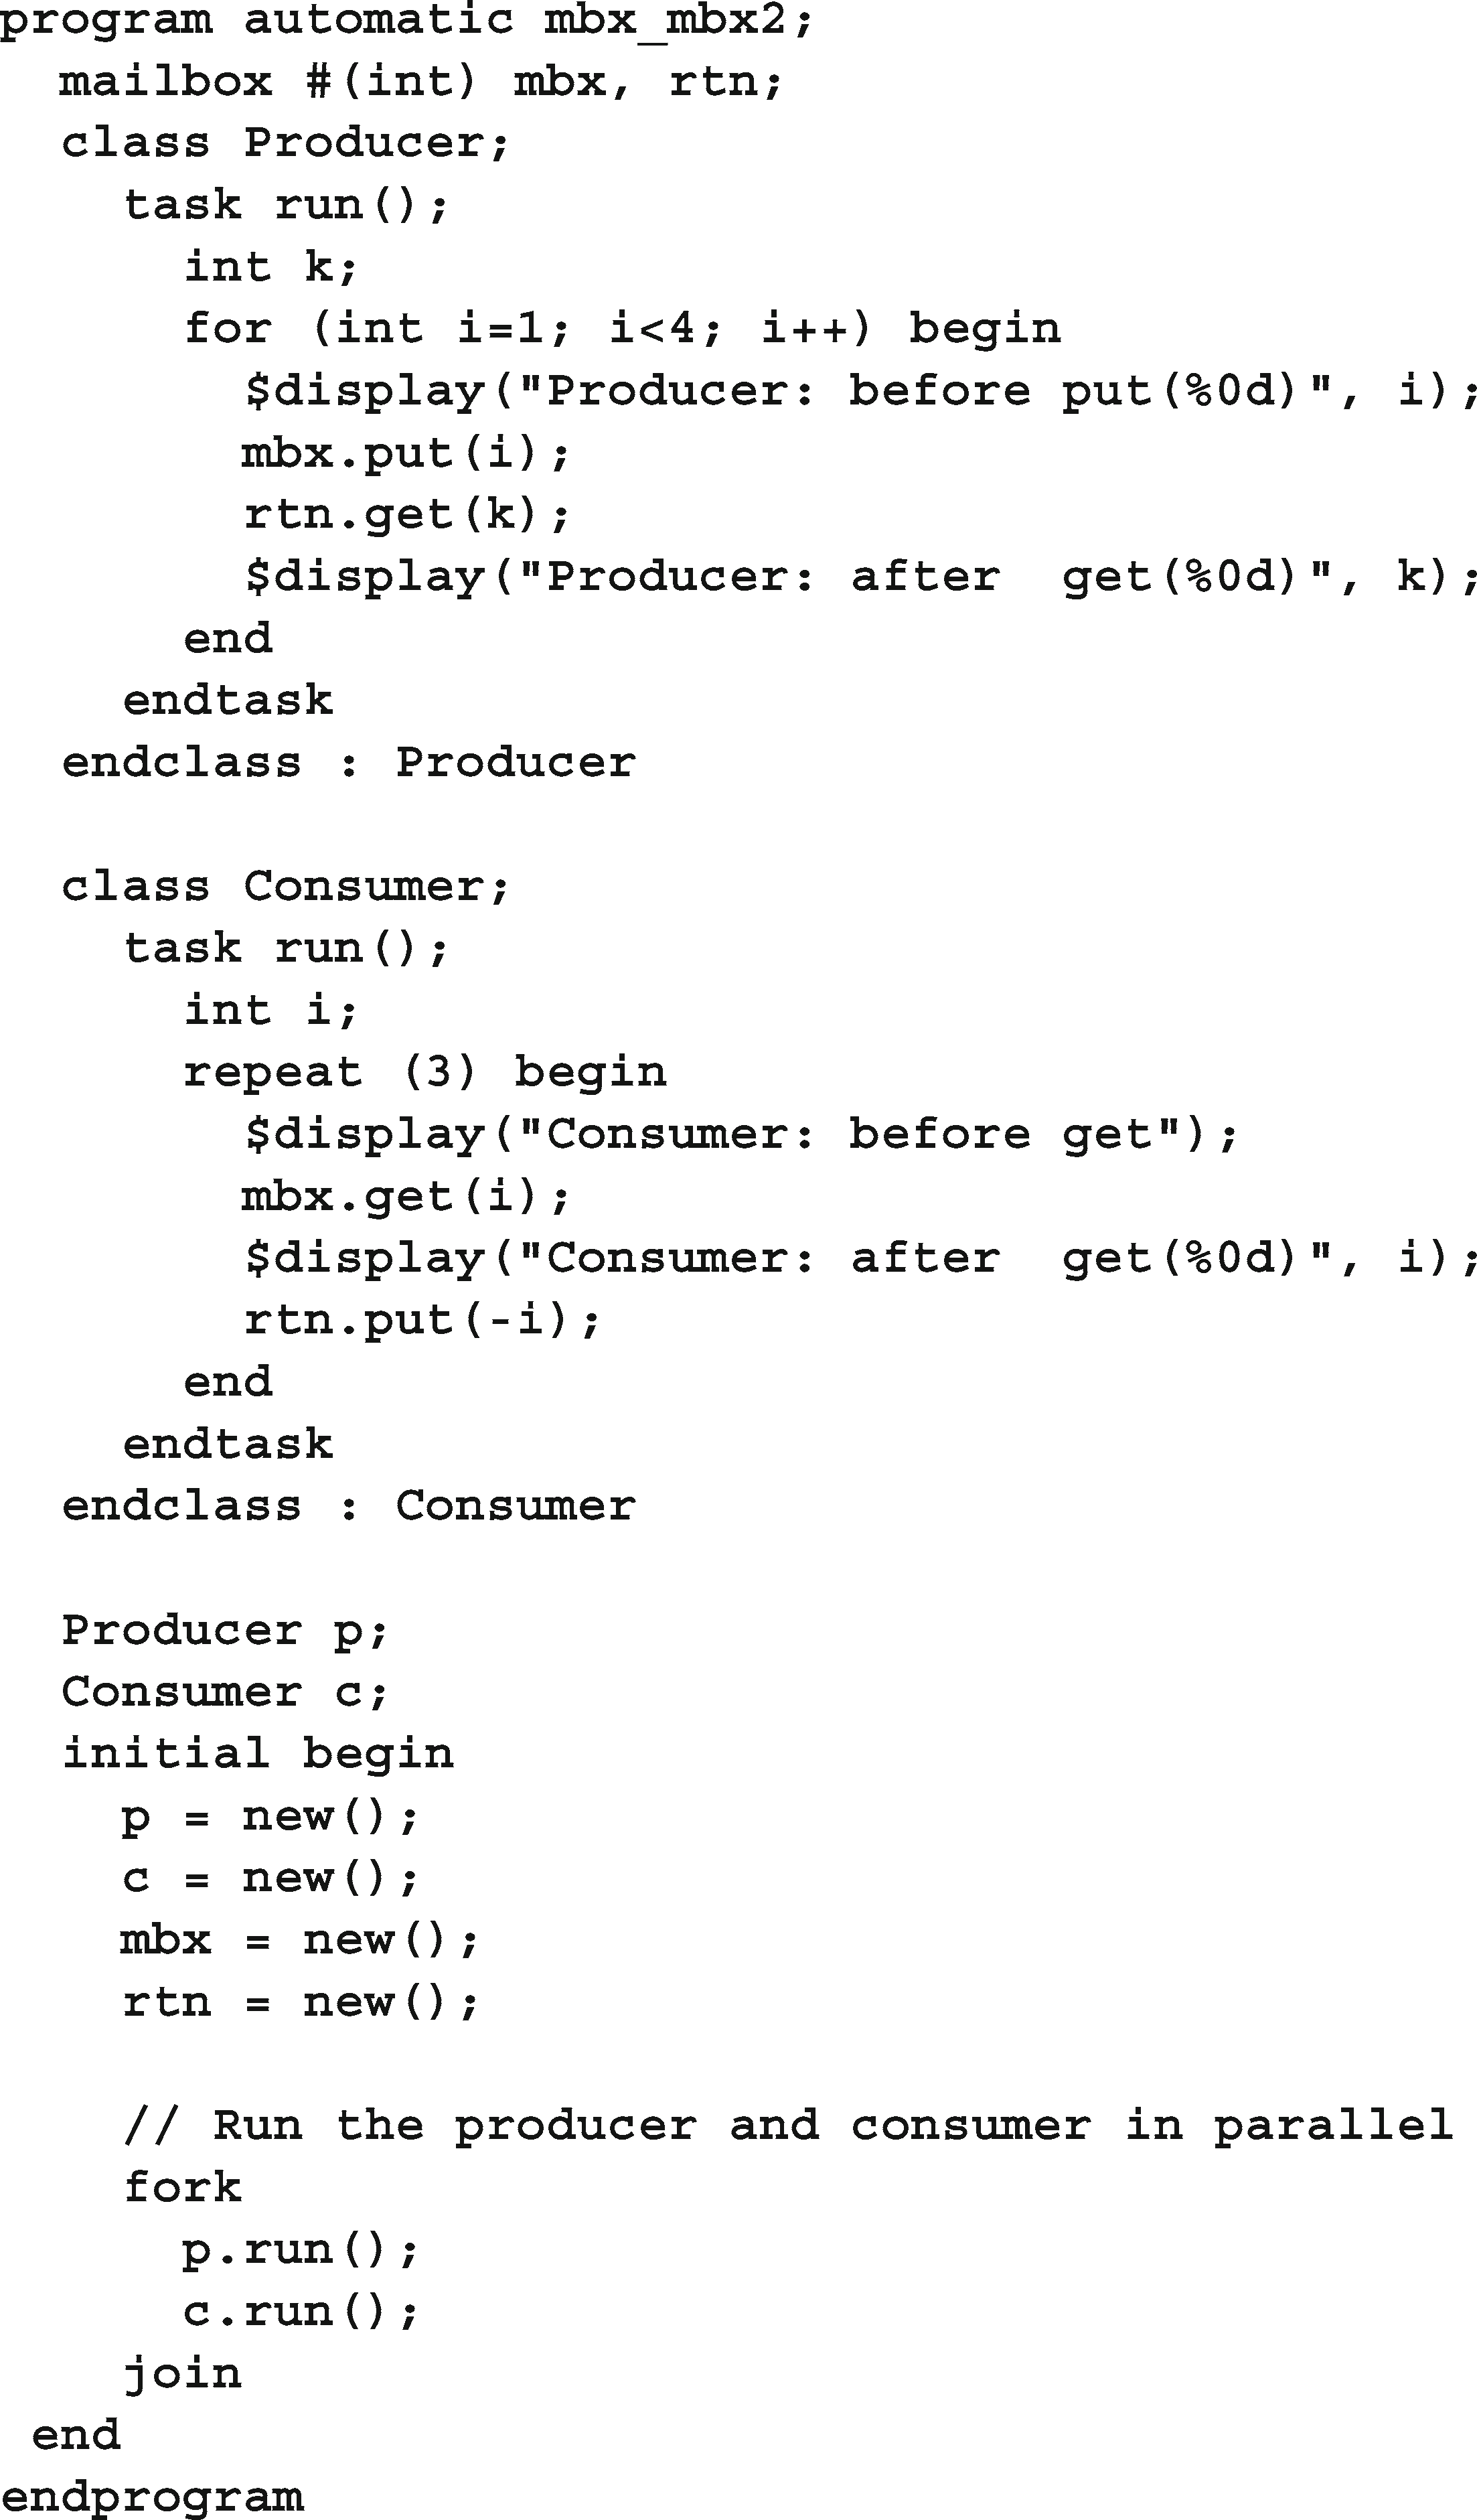 program automatic mbx_mbx2;
  mailbox #(int) mbx, rtn;
  class Producer;
    task run();
      int k;
      for (int i=1; i<4; i++) begin
        $display("Producer: before put(%0d)", i);
        mbx.put(i);
        rtn.get(k);
        $display("Producer: after  get(%0d)", k);
      end
    endtask
  endclass : Producer

  class Consumer;
    task run();
      int i;
      repeat (3) begin
        $display("Consumer: before get");
        mbx.get(i);
        $display("Consumer: after  get(%0d)", i);
        rtn.put(-i);
      end
    endtask
  endclass : Consumer

  Producer p;
  Consumer c;
  initial begin
    p = new();
    c = new();
    mbx = new();
    rtn = new();

    // Run the producer and consumer in parallel
    fork
      p.run();
      c.run();
    join
 end
endprogram